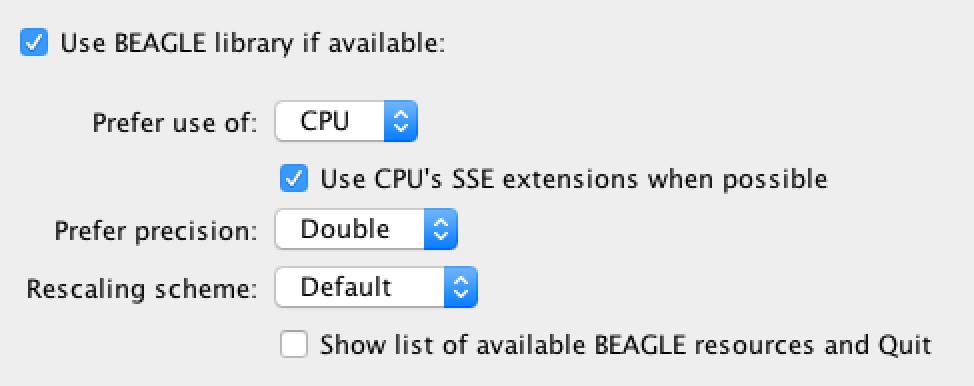 Use BEAGLE library if available:
Prefer use of: CPU
Use CPU's SSE extensions when possible
Prefer precision: Double
Rescaling scheme: Default
Show list of available BEAGLE resources and Quit